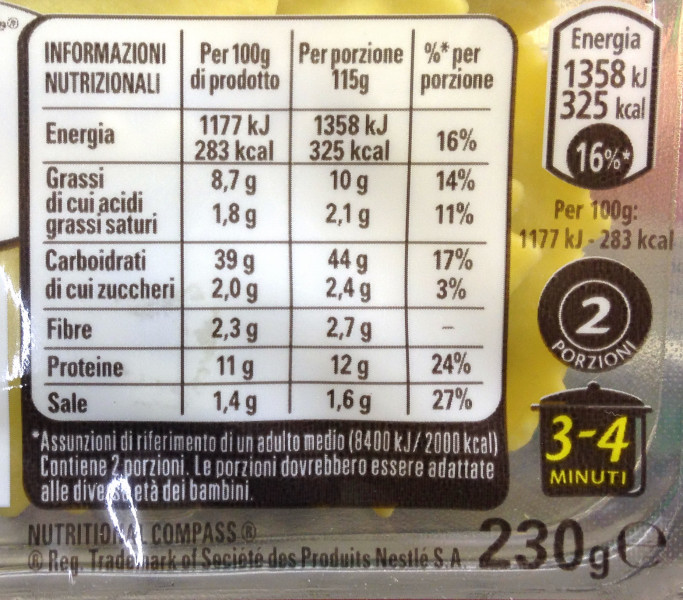 INFORMAZIONI NUTRIZIONALI Per 100g di prodotto Per porzione 115g %* per porzione
Energia 1177 kJ 283 kcal 1358 kJ 325 kcal 16%
Grassi 8,7 g 10 g 14%
di cui acidi grassi saturi 1,8 g 2,1 g 11%
Carboidrati 39 g 44 g 17%
di cui zuccheri 2,0 g 2,4 g 3%
Fibre 2,3 g 2,7 g –
Proteine 11 g 12 g 24%
Sale 1,4 g 1,6 g 27%
*Assunzioni di riferimento di un adulto medio (8400 kJ/ 2000 kcal)
Contiene 2 porzioni. Le porzioni dovrebbero essere adattate
alle diverse età dei bambini.
NUTRITIONAL COMPASS ®
® Reg. Trademark of Société des Produits Nestlé S.A.
Energia
1358 kJ
325 kcal
16%*
Per 100g:
1177 kJ - 283 kcal
2
PORZIONI
3-4
MINUTI
230g ℮